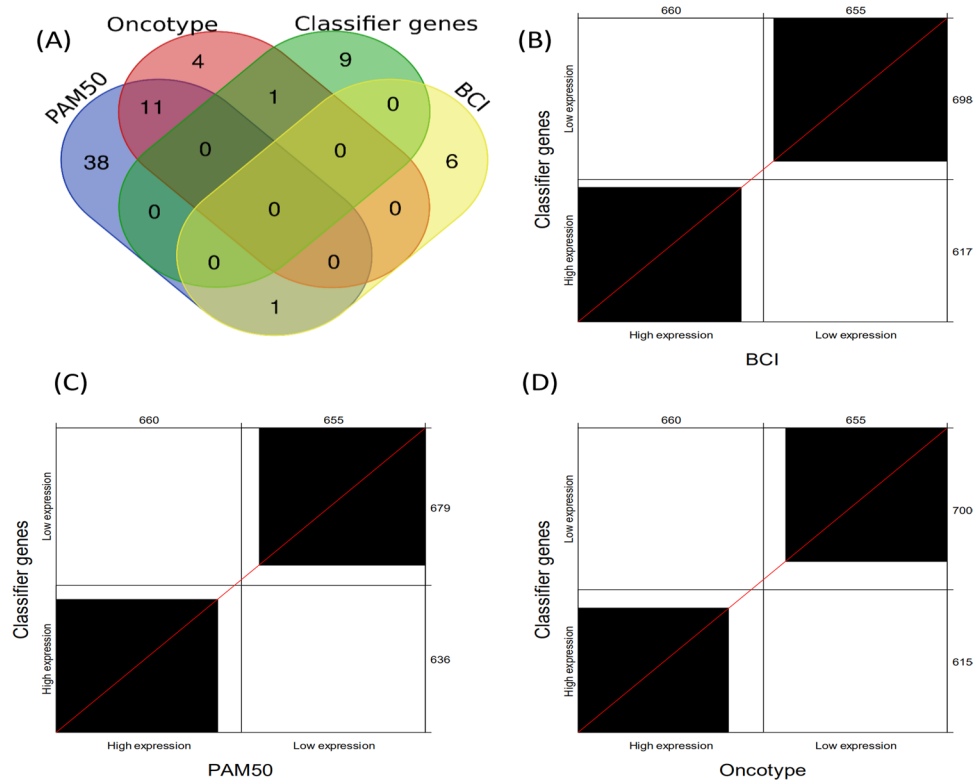 (A)
Oncotype
Classifier genes
PAM50
BCI
4
9
11
1
0
38
0
0
6
0
0
0
0
0
1
(B)
660
655
Low expression
698
Classifier genes
High expression
617
High expression
Low expression
BCI
(C)
660
655
Low expression
679
Classifier genes
High expression
636
High expression
Low expression
PAM50
(D)
660
655
Low expression
700
Classifier genes
High expression
615
High expression
Low expression
Oncotype